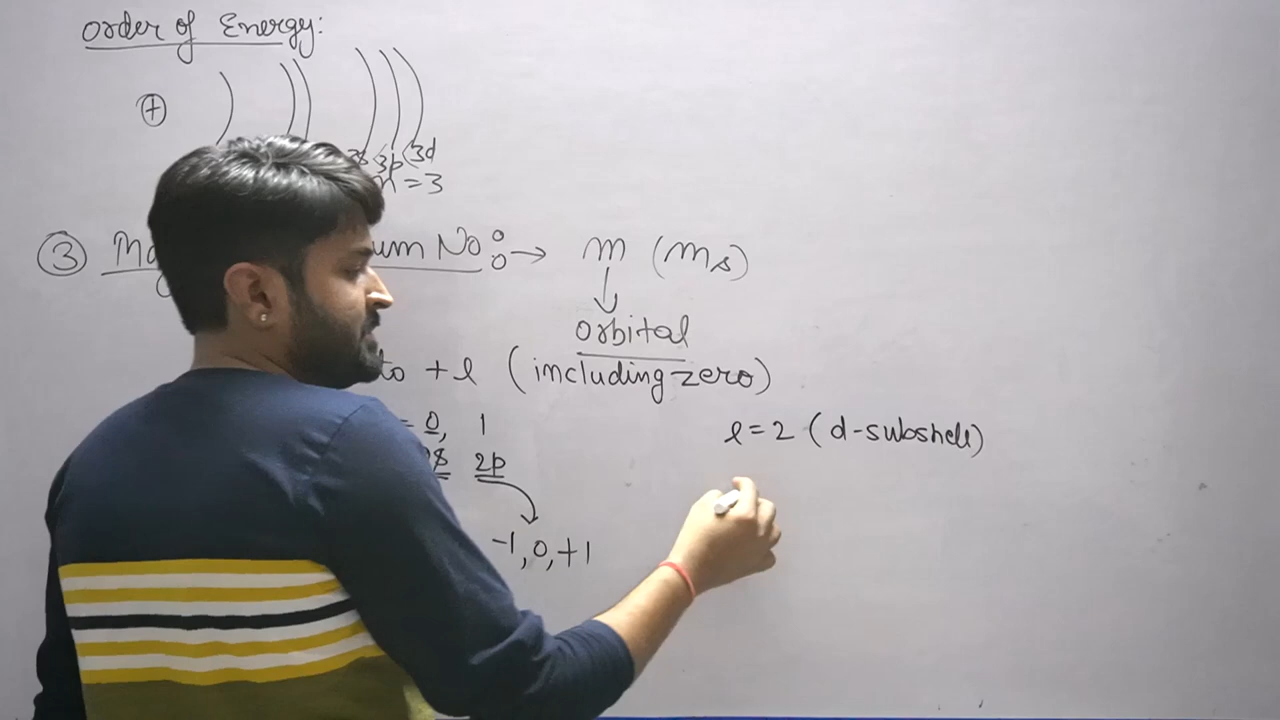 Order of Energy:
+
3p 3d
n = 3
③ No: → m (ms)
orbital
to + l (including zero)
= 0, 1
l = 2 (d-subshell)
2p
-1, 0, +1